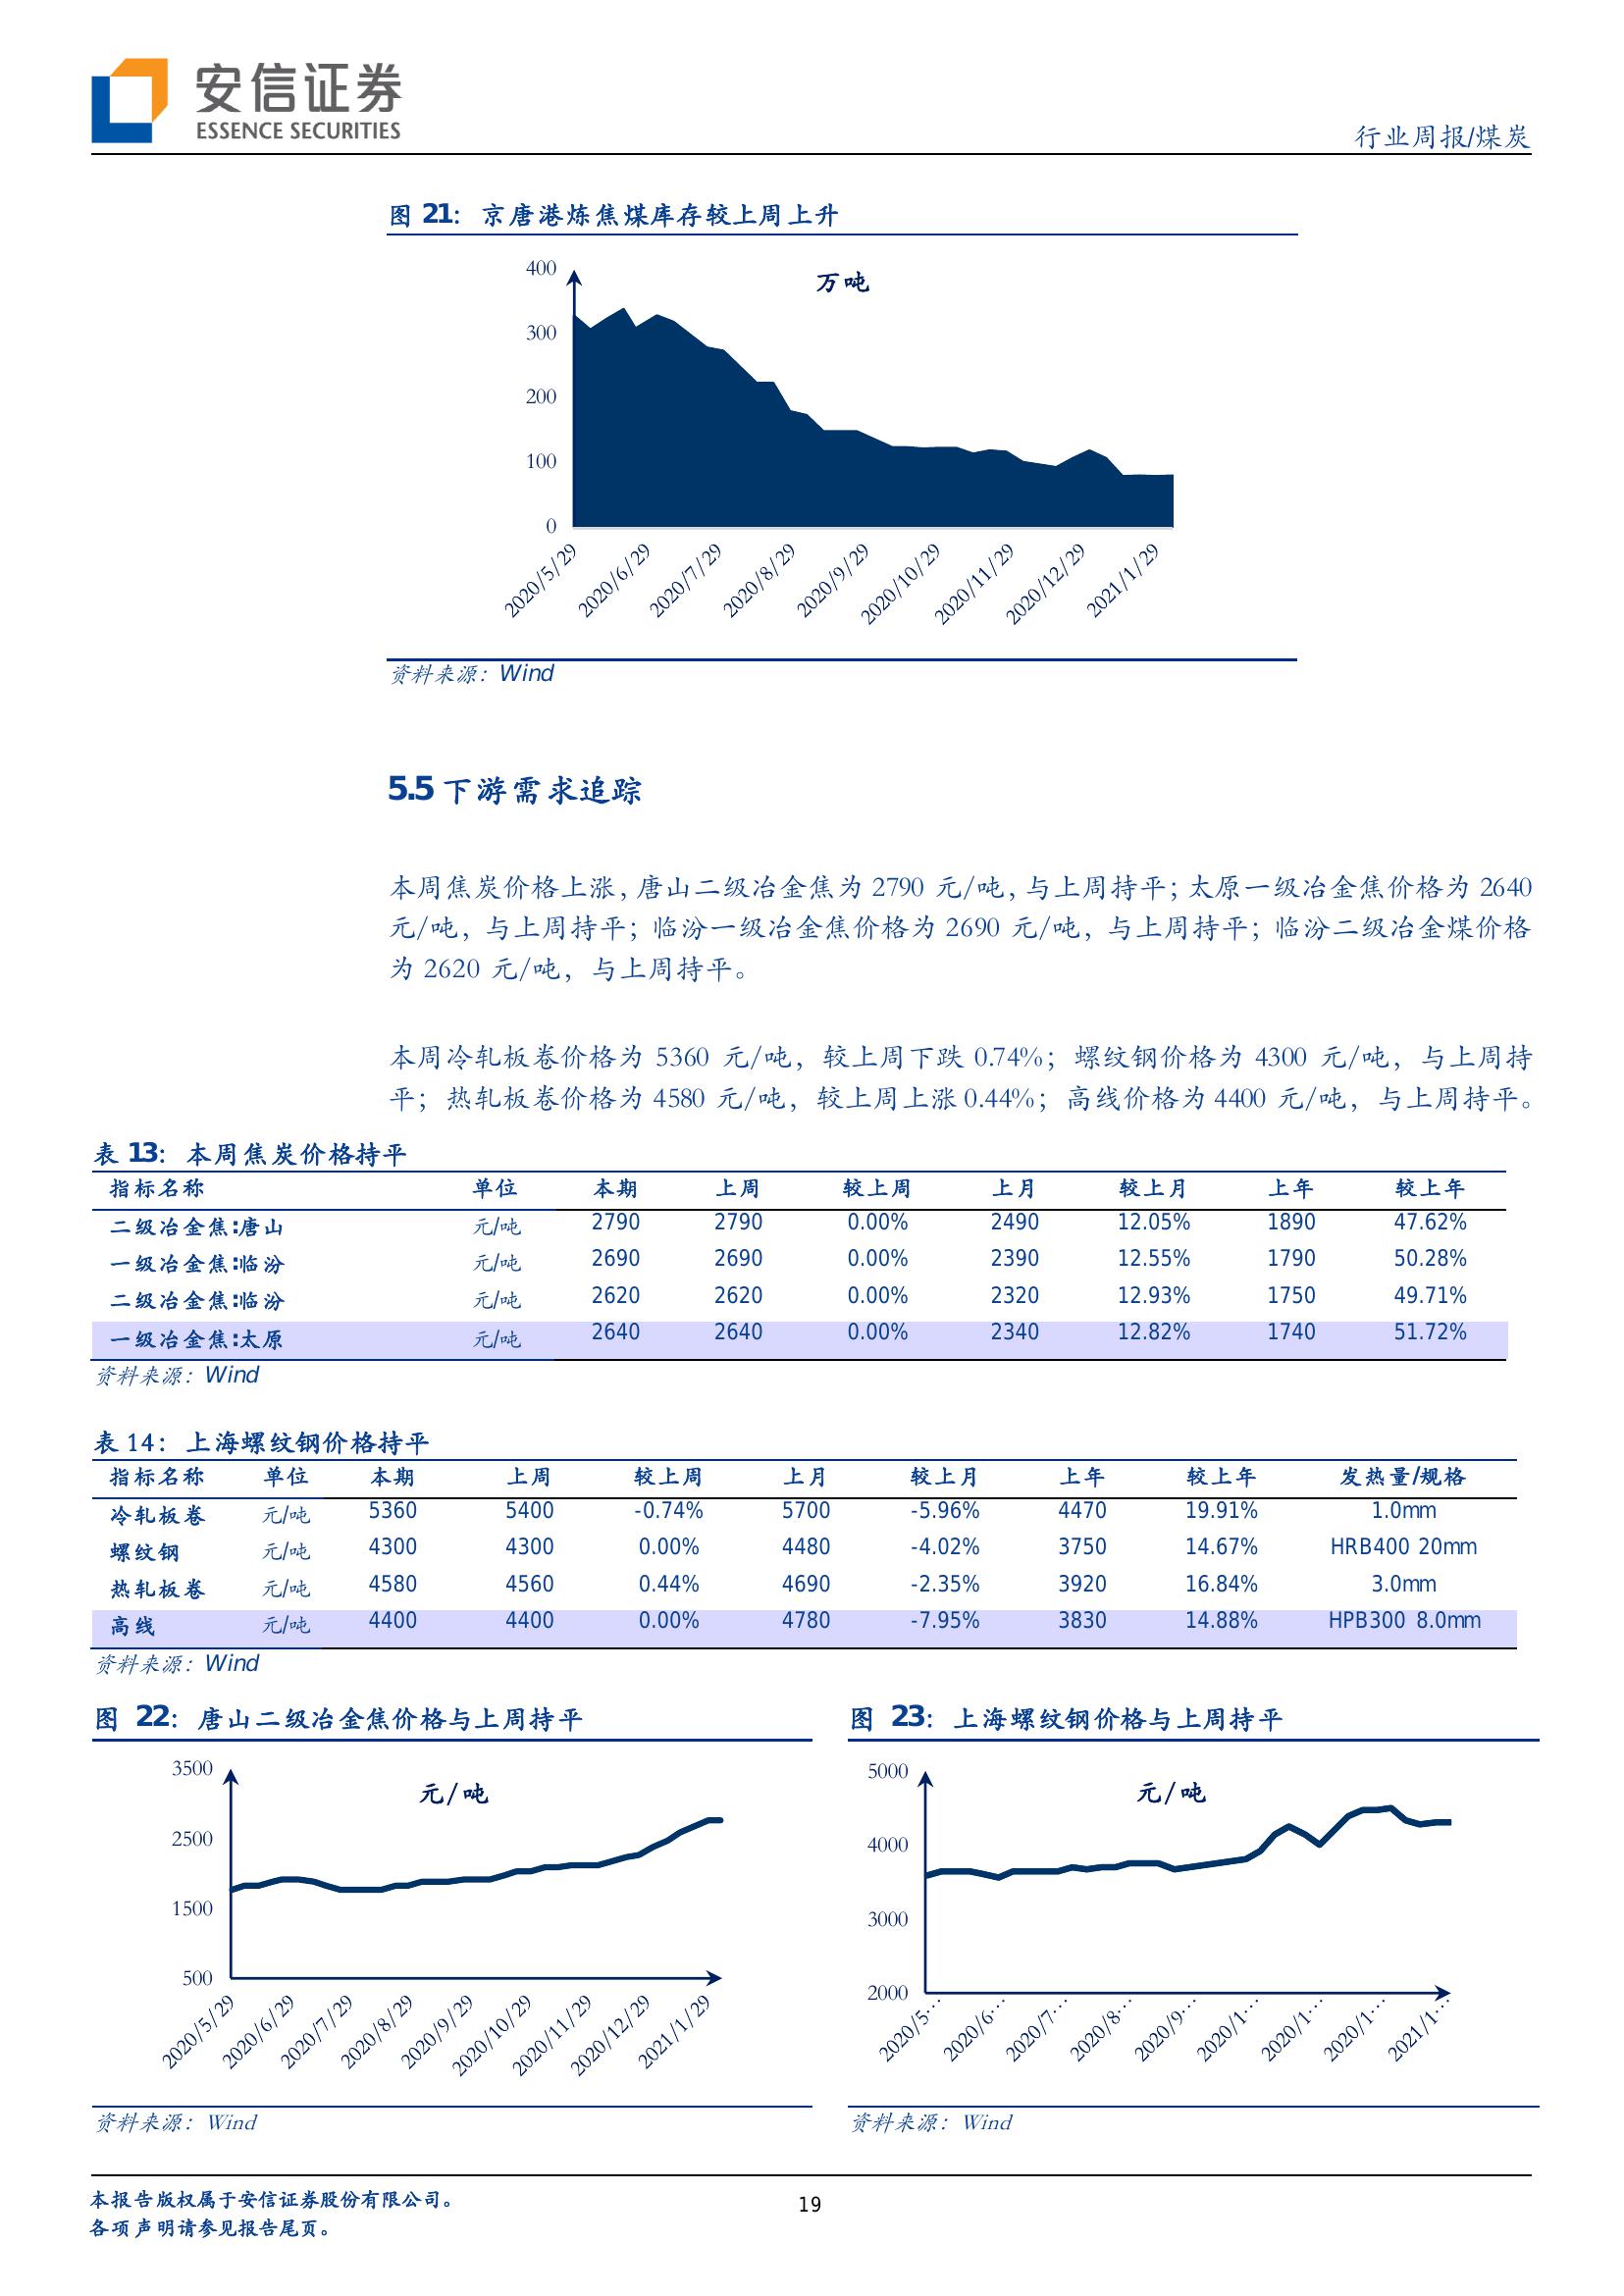 安信证券
ESSENCE SECURITIES
行业周报/煤炭
图 21：京唐港炼焦煤库存较上周上升
万吨
400
300
200
100
0
2020/5/29
2020/6/29
2020/7/29
2020/8/29
2020/9/29
2020/10/29
2020/11/29
2020/12/29
2021/1/29
资料来源：Wind
5.5 下游需求追踪
本周焦炭价格上涨，唐山二级冶金焦为 2790 元/吨，与上周持平；太原一级冶金焦价格为 2640
元/吨，与上周持平；临汾一级冶金焦价格为 2690 元/吨，与上周持平；临汾二级冶金煤价格
为 2620 元/吨，与上周持平。
本周冷轧板卷价格为 5360 元/吨，较上周下跌 0.74%；螺纹钢价格为 4300 元/吨，与上周持
平；热轧板卷价格为 4580 元/吨，较上周上涨 0.44%；高线价格为 4400 元/吨，与上周持平。
表 13：本周焦炭价格持平
指标名称 单位 本期 上周 较上周 上月 较上月 上年 较上年
二级冶金焦:唐山 元/吨 2790 2790 0.00% 2490 12.05% 1890 47.62%
一级冶金焦:临汾 元/吨 2690 2690 0.00% 2390 12.55% 1790 50.28%
二级冶金焦:临汾 元/吨 2620 2620 0.00% 2320 12.93% 1750 49.71%
一级冶金焦:太原 元/吨 2640 2640 0.00% 2340 12.82% 1740 51.72%
资料来源：Wind
表 14：上海螺纹钢价格持平
指标名称 单位 本期 上周 较上周 上月 较上月 上年 较上年 发热量/规格
冷轧板卷 元/吨 5360 5400 -0.74% 5700 -5.96% 4470 19.91% 1.0mm
螺纹钢 元/吨 4300 4300 0.00% 4480 -4.02% 3750 14.67% HRB400 20mm
热轧板卷 元/吨 4580 4560 0.44% 4690 -2.35% 3920 16.84% 3.0mm
高线 元/吨 4400 4400 0.00% 4780 -7.95% 3830 14.88% HPB300 8.0mm
资料来源：Wind
图 22：唐山二级冶金焦价格与上周持平
元/吨
3500
2500
1500
500
2020/5/29
2020/6/29
2020/7/29
2020/8/29
2020/9/29
2020/10/29
2020/11/29
2020/12/29
2021/1/29
资料来源：Wind
图 23：上海螺纹钢价格与上周持平
元/吨
5000
4000
3000
2000
2020/5…
2020/6…
2020/7…
2020/8…
2020/9…
2020/1…
2020/1…
2020/1…
2021/1…
资料来源：Wind
本报告版权属于安信证券股份有限公司。
各项声明请参见报告尾页。
19